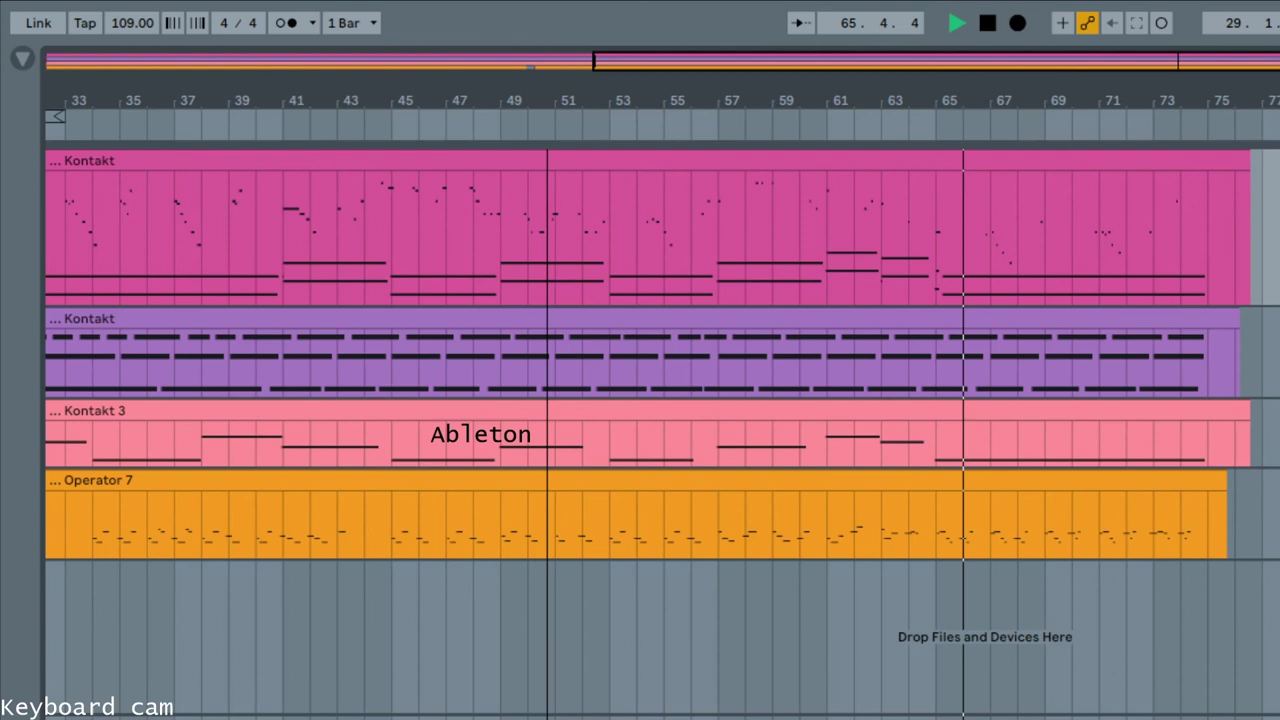 Link Tap 109.00 4 / 4 1 Bar 65. 4. 4 29. 1.
33 35 37 39 41 43 45 47 49 51 53 55 57 59 61 63 65 67 69 71 73 75 77
... Kontakt
... Kontakt
... Kontakt 3
Ableton
... Operator 7
Drop Files and Devices Here
Keyboard cam